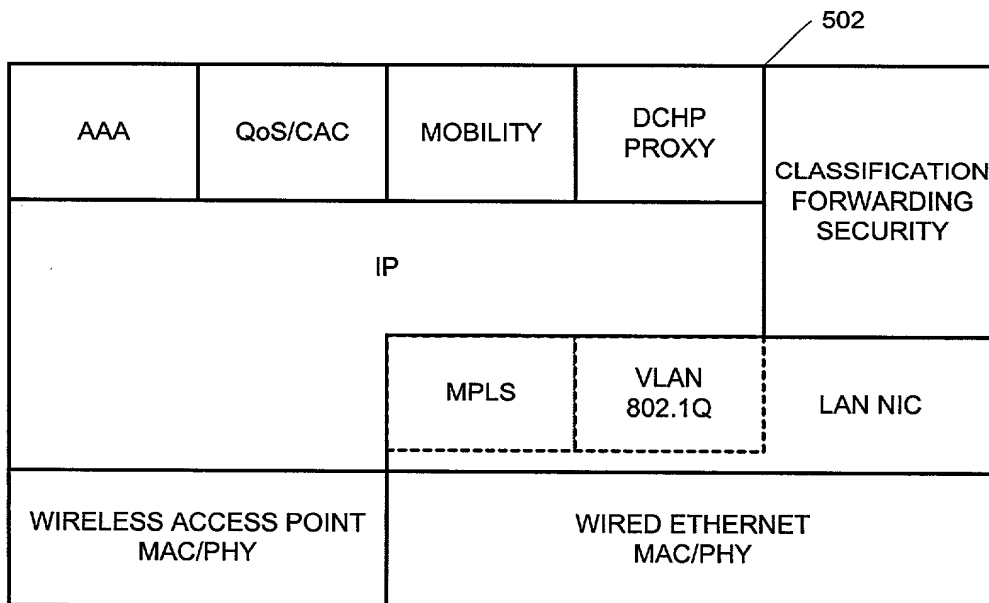 502
AAA
QoS/CAC
MOBILITY
DCHP
PROXY
CLASSIFICATION
FORWARDING
SECURITY
IP
MPLS
VLAN
802.1Q
LAN NIC
WIRELESS ACCESS POINT
MAC/PHY
WIRED ETHERNET
MAC/PHY